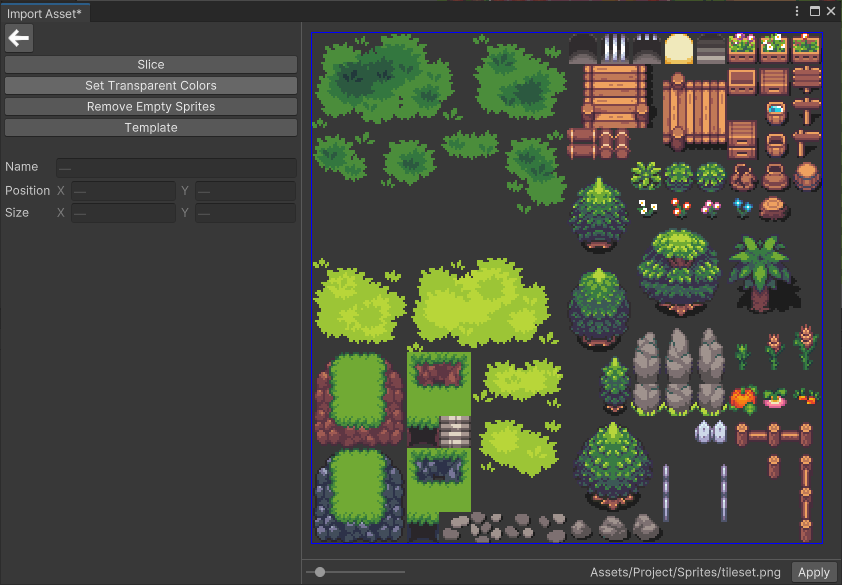 Import Asset*
Slice
Set Transparent Colors
Remove Empty Sprites
Template
Name —
Position X — Y —
Size X — Y —
Assets/Project/Sprites/tileset.png Apply